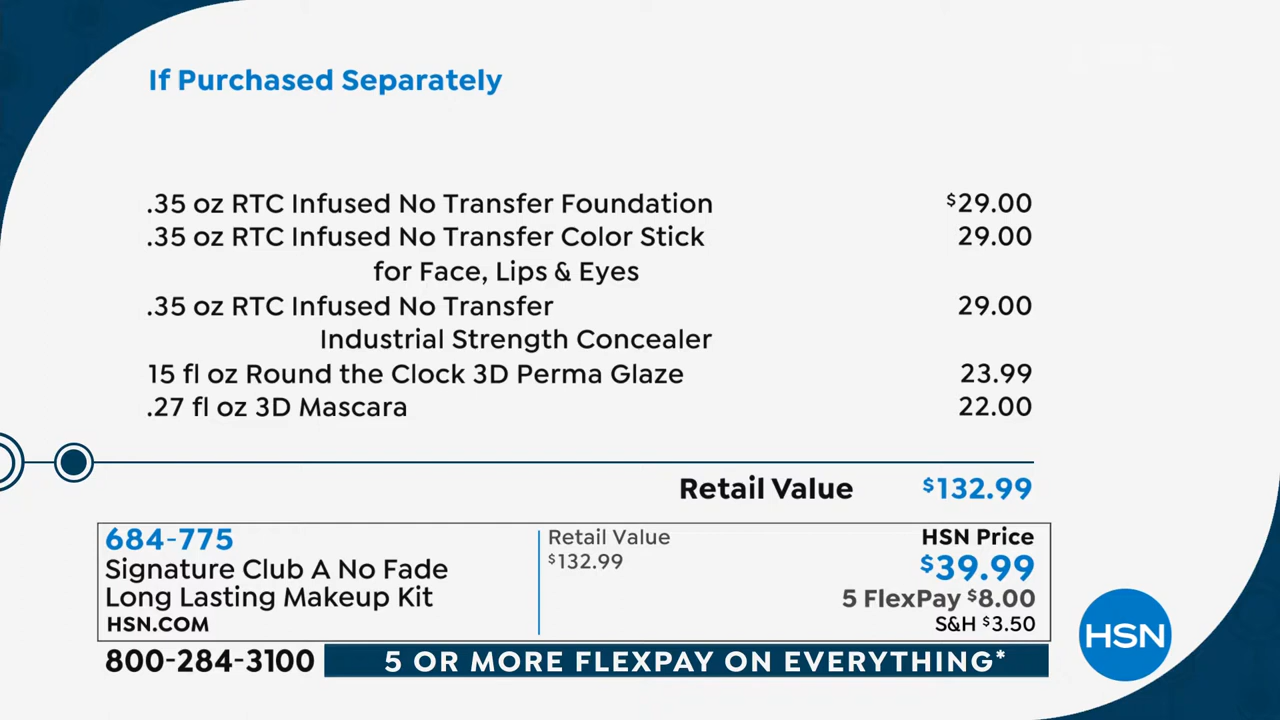 If Purchased Separately
.35 oz RTC Infused No Transfer Foundation $29.00
.35 oz RTC Infused No Transfer Color Stick 29.00
for Face, Lips & Eyes
.35 oz RTC Infused No Transfer 29.00
Industrial Strength Concealer
15 fl oz Round the Clock 3D Perma Glaze 23.99
.27 fl oz 3D Mascara 22.00
Retail Value $132.99
684-775
Signature Club A No Fade
Long Lasting Makeup Kit
HSN.COM
Retail Value
$132.99
HSN Price
$39.99
5 FlexPay $8.00
S&H $3.50
HSN
800-284-3100 5 OR MORE FLEXPAY ON EVERYTHING*